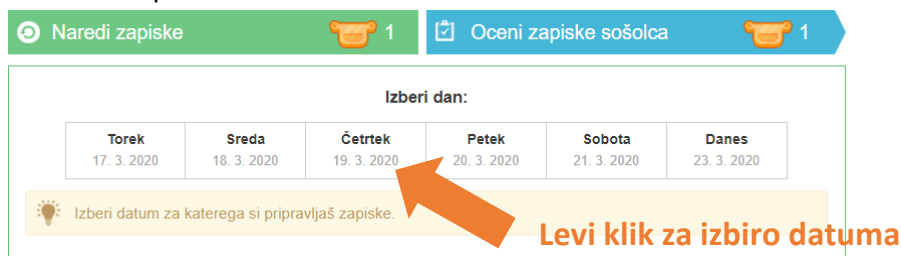 Naredi zapiske 1 Oceni zapiske sošolca 1
Izberi dan:
Torek Sreda Četrtek Petek Sobota Danes
17. 3. 2020 18. 3. 2020 19. 3. 2020 20. 3. 2020 21. 3. 2020 23. 3. 2020
Izberi datum za katerega si pripravljaš zapiske.
Levi klik za izbiro datuma